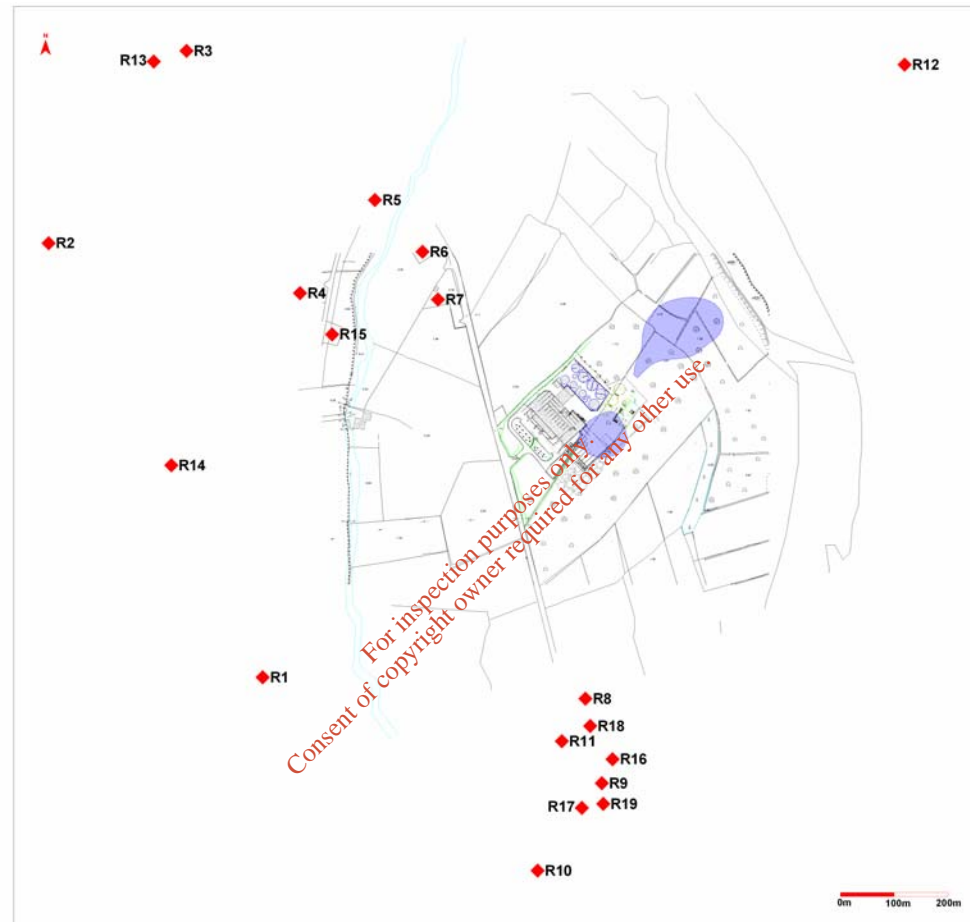 N
R3
R13
R12
R5
R2
R6
R4
R7
R15
R14
For inspection purposes only.
Consent of copyright owner required for any other use.
R1
R8
R18
R11
R16
R9
R17
R19
R10
0m 100m 200m